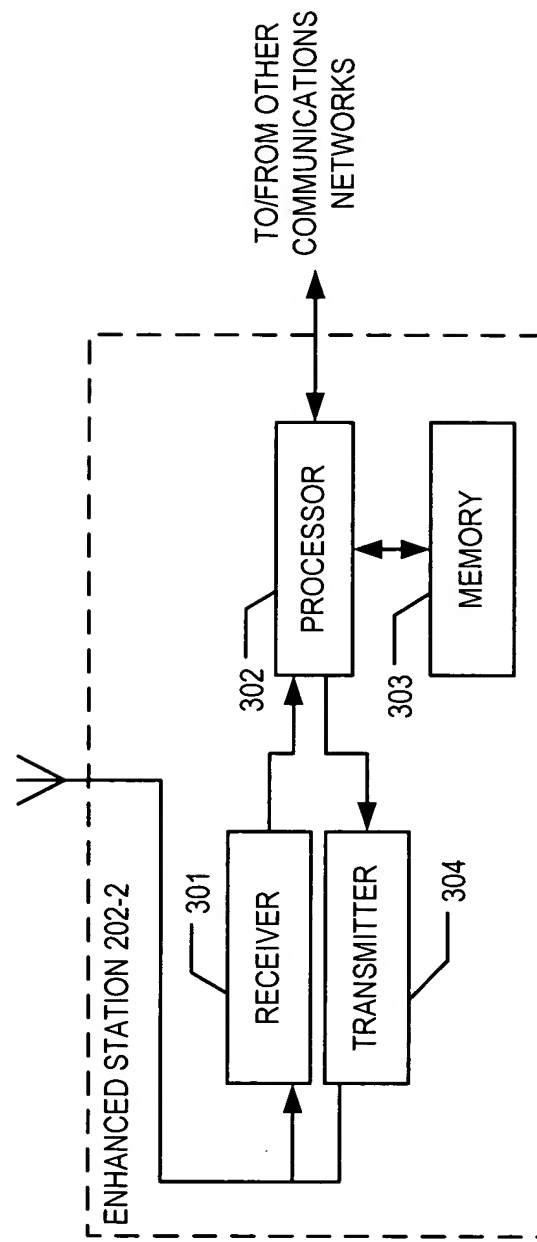 ENHANCED STATION 202-2
301
RECEIVER
TRANSMITTER
304
302
PROCESSOR
303
MEMORY
TO/FROM OTHER
COMMUNICATIONS
NETWORKS